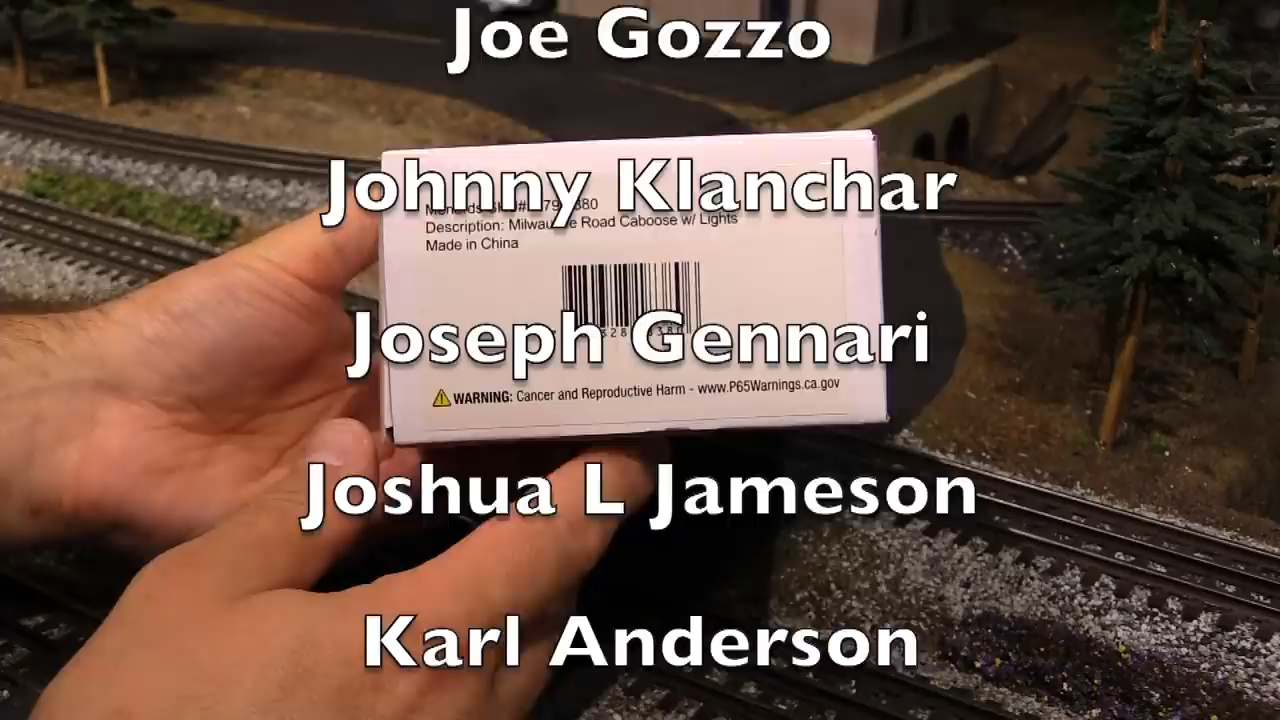 Joe Gozzo
Johnny Klanchar
Description: Milwaukee Road Caboose w/ Lights
Made in China
Joseph Gennari
WARNING: Cancer and Reproductive Harm - www.P65Warnings.ca.gov
Joshua L Jameson
Karl Anderson